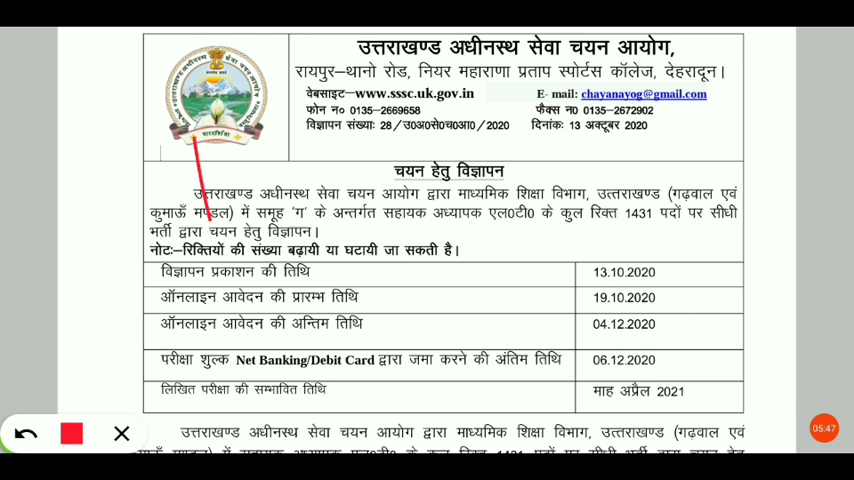 उत्तराखण्ड अधीनस्थ सेवा चयन आयोग,
रायपुर–थानो रोड, नियर महाराणा प्रताप स्पोर्टस कॉलेज, देहरादून।
वेबसाइट–www.sssc.uk.gov.in E- mail: chayanayog@gmail.com
फोन न० 0135-2669658 फैक्स न० 0135-2672902
विज्ञापन संख्याः 28/उ0अ0से0च0आ0/2020 दिनांकः 13 अक्टूबर 2020
चयन हेतु विज्ञापन
उत्तराखण्ड अधीनस्थ सेवा चयन आयोग द्वारा माध्यमिक शिक्षा विभाग, उत्तराखण्ड (गढ़वाल एवं
कुमाऊँ मण्डल) में समूह 'ग' के अन्तर्गत सहायक अध्यापक एल0टी0 के कुल रिक्त 1431 पदों पर सीधी
भर्ती द्वारा चयन हेतु विज्ञापन।
नोटः–रिक्तियों की संख्या बढ़ायी या घटायी जा सकती है।
विज्ञापन प्रकाशन की तिथि 13.10.2020
ऑनलाइन आवेदन की प्रारम्भ तिथि 19.10.2020
ऑनलाइन आवेदन की अन्तिम तिथि 04.12.2020
परीक्षा शुल्क Net Banking/Debit Card द्वारा जमा करने की अंतिम तिथि 06.12.2020
लिखित परीक्षा की सम्भावित तिथि माह अप्रैल 2021
उत्तराखण्ड अधीनस्थ सेवा चयन आयोग द्वारा माध्यमिक शिक्षा विभाग, उत्तराखण्ड (गढ़वाल एवं
05:47